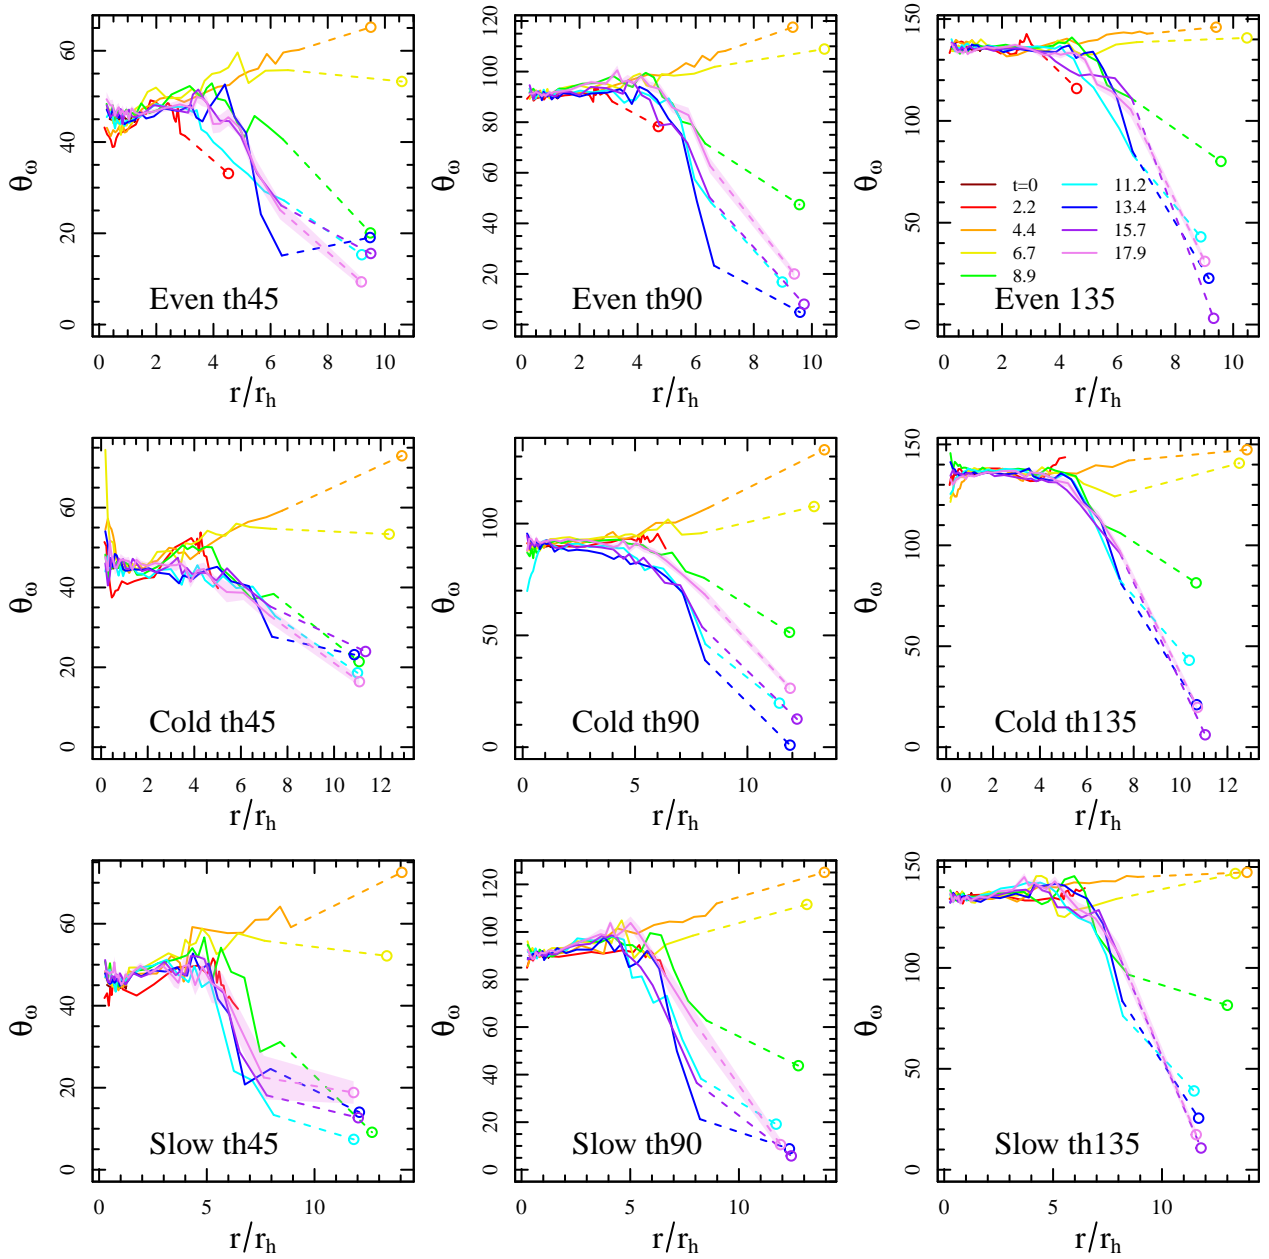 θω
0 20 40 60
0 2 4 6 8 10
r/rh
Even th45
θω
0 20 40 60 80 100 120
0 2 4 6 8 10
r/rh
Even th90
θω
0 50 100 150
0 2 4 6 8 10
r/rh
Even 135
t=0
2.2
4.4
6.7
8.9
11.2
13.4
15.7
17.9
θω
0 20 40 60
0 2 4 6 8 10 12
r/rh
Cold th45
θω
0 50 100
5 10
r/rh
Cold th90
θω
0 50 100 150
0 2 4 6 8 10 12
r/rh
Cold th135
θω
0 20 40 60
0 5 10
r/rh
Slow th45
θω
0 20 40 60 80 100 120
0 5 10
r/rh
Slow th90
θω
0 50 100 150
0 5 10
r/rh
Slow th135